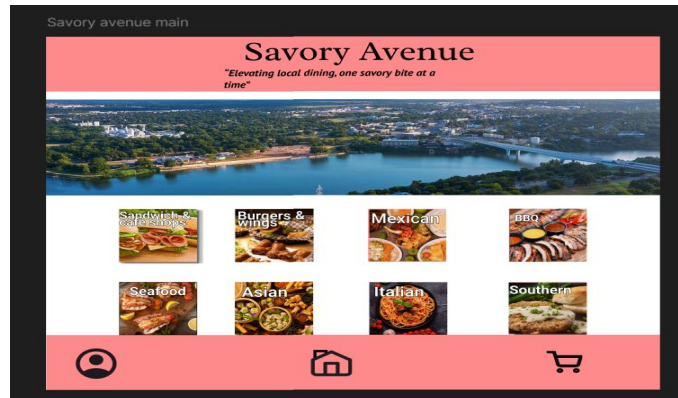 Savory avenue main
Savory Avenue
"Elevating local dining, one savory bite at a
time"
Sandwich &
cafe shops
Burgers &
wings
Mexican
BBQ
Seafood
Asian
Italian
Southern